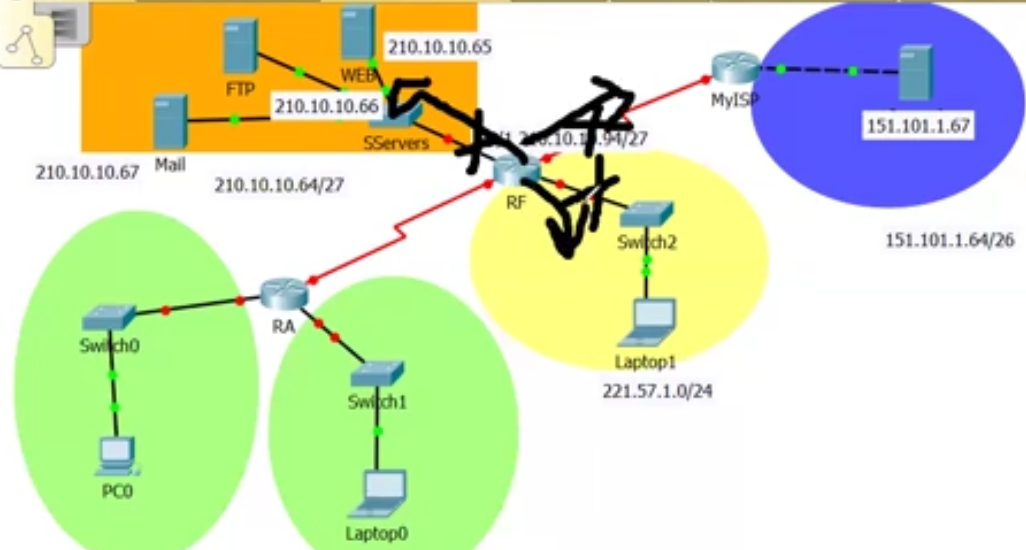 FTP
WEB
210.10.10.65
210.10.10.66
Mail
SServers
210.10.10.67
210.10.10.64/27
.94/27
MyISP
151.101.1.67
151.101.1.64/26
RF
Switch2
Laptop1
221.57.1.0/24
RA
Switch0
PC0
Switch1
Laptop0